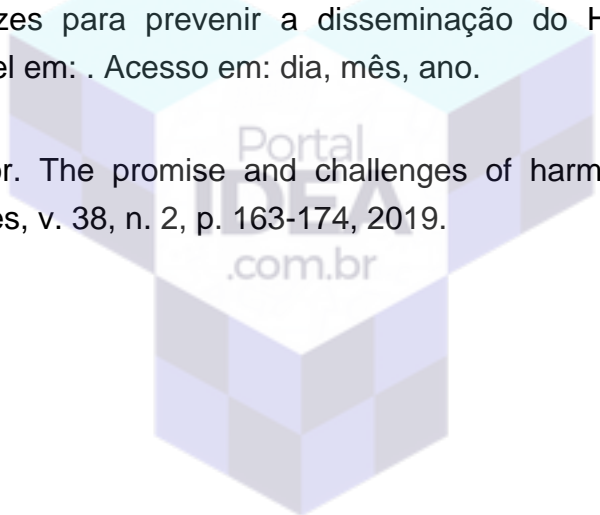 zes para prevenir a disseminação do H
el em: . Acesso em: dia, mês, ano.
or. The promise and challenges of harm
es, v. 38, n. 2, p. 163-174, 2019.
Portal
IDEA
.com.br